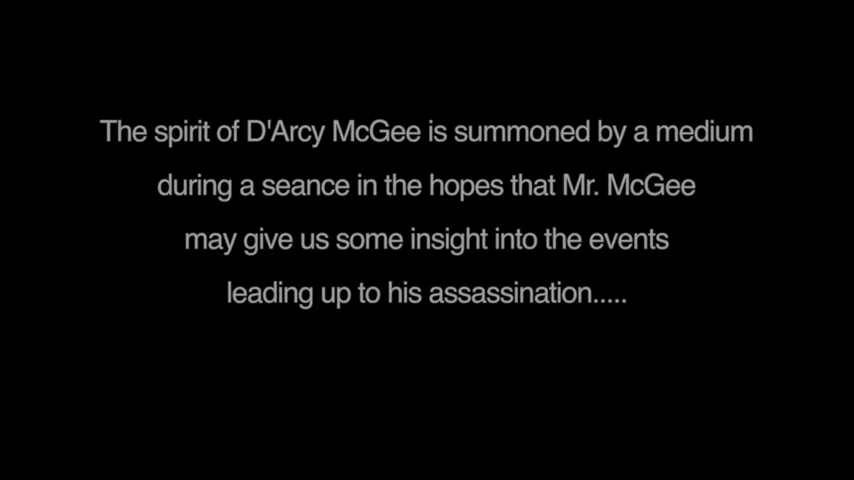 The spirit of D'Arcy McGee is summoned by a medium
during a seance in the hopes that Mr. McGee
may give us some insight into the events
leading up to his assassination.....